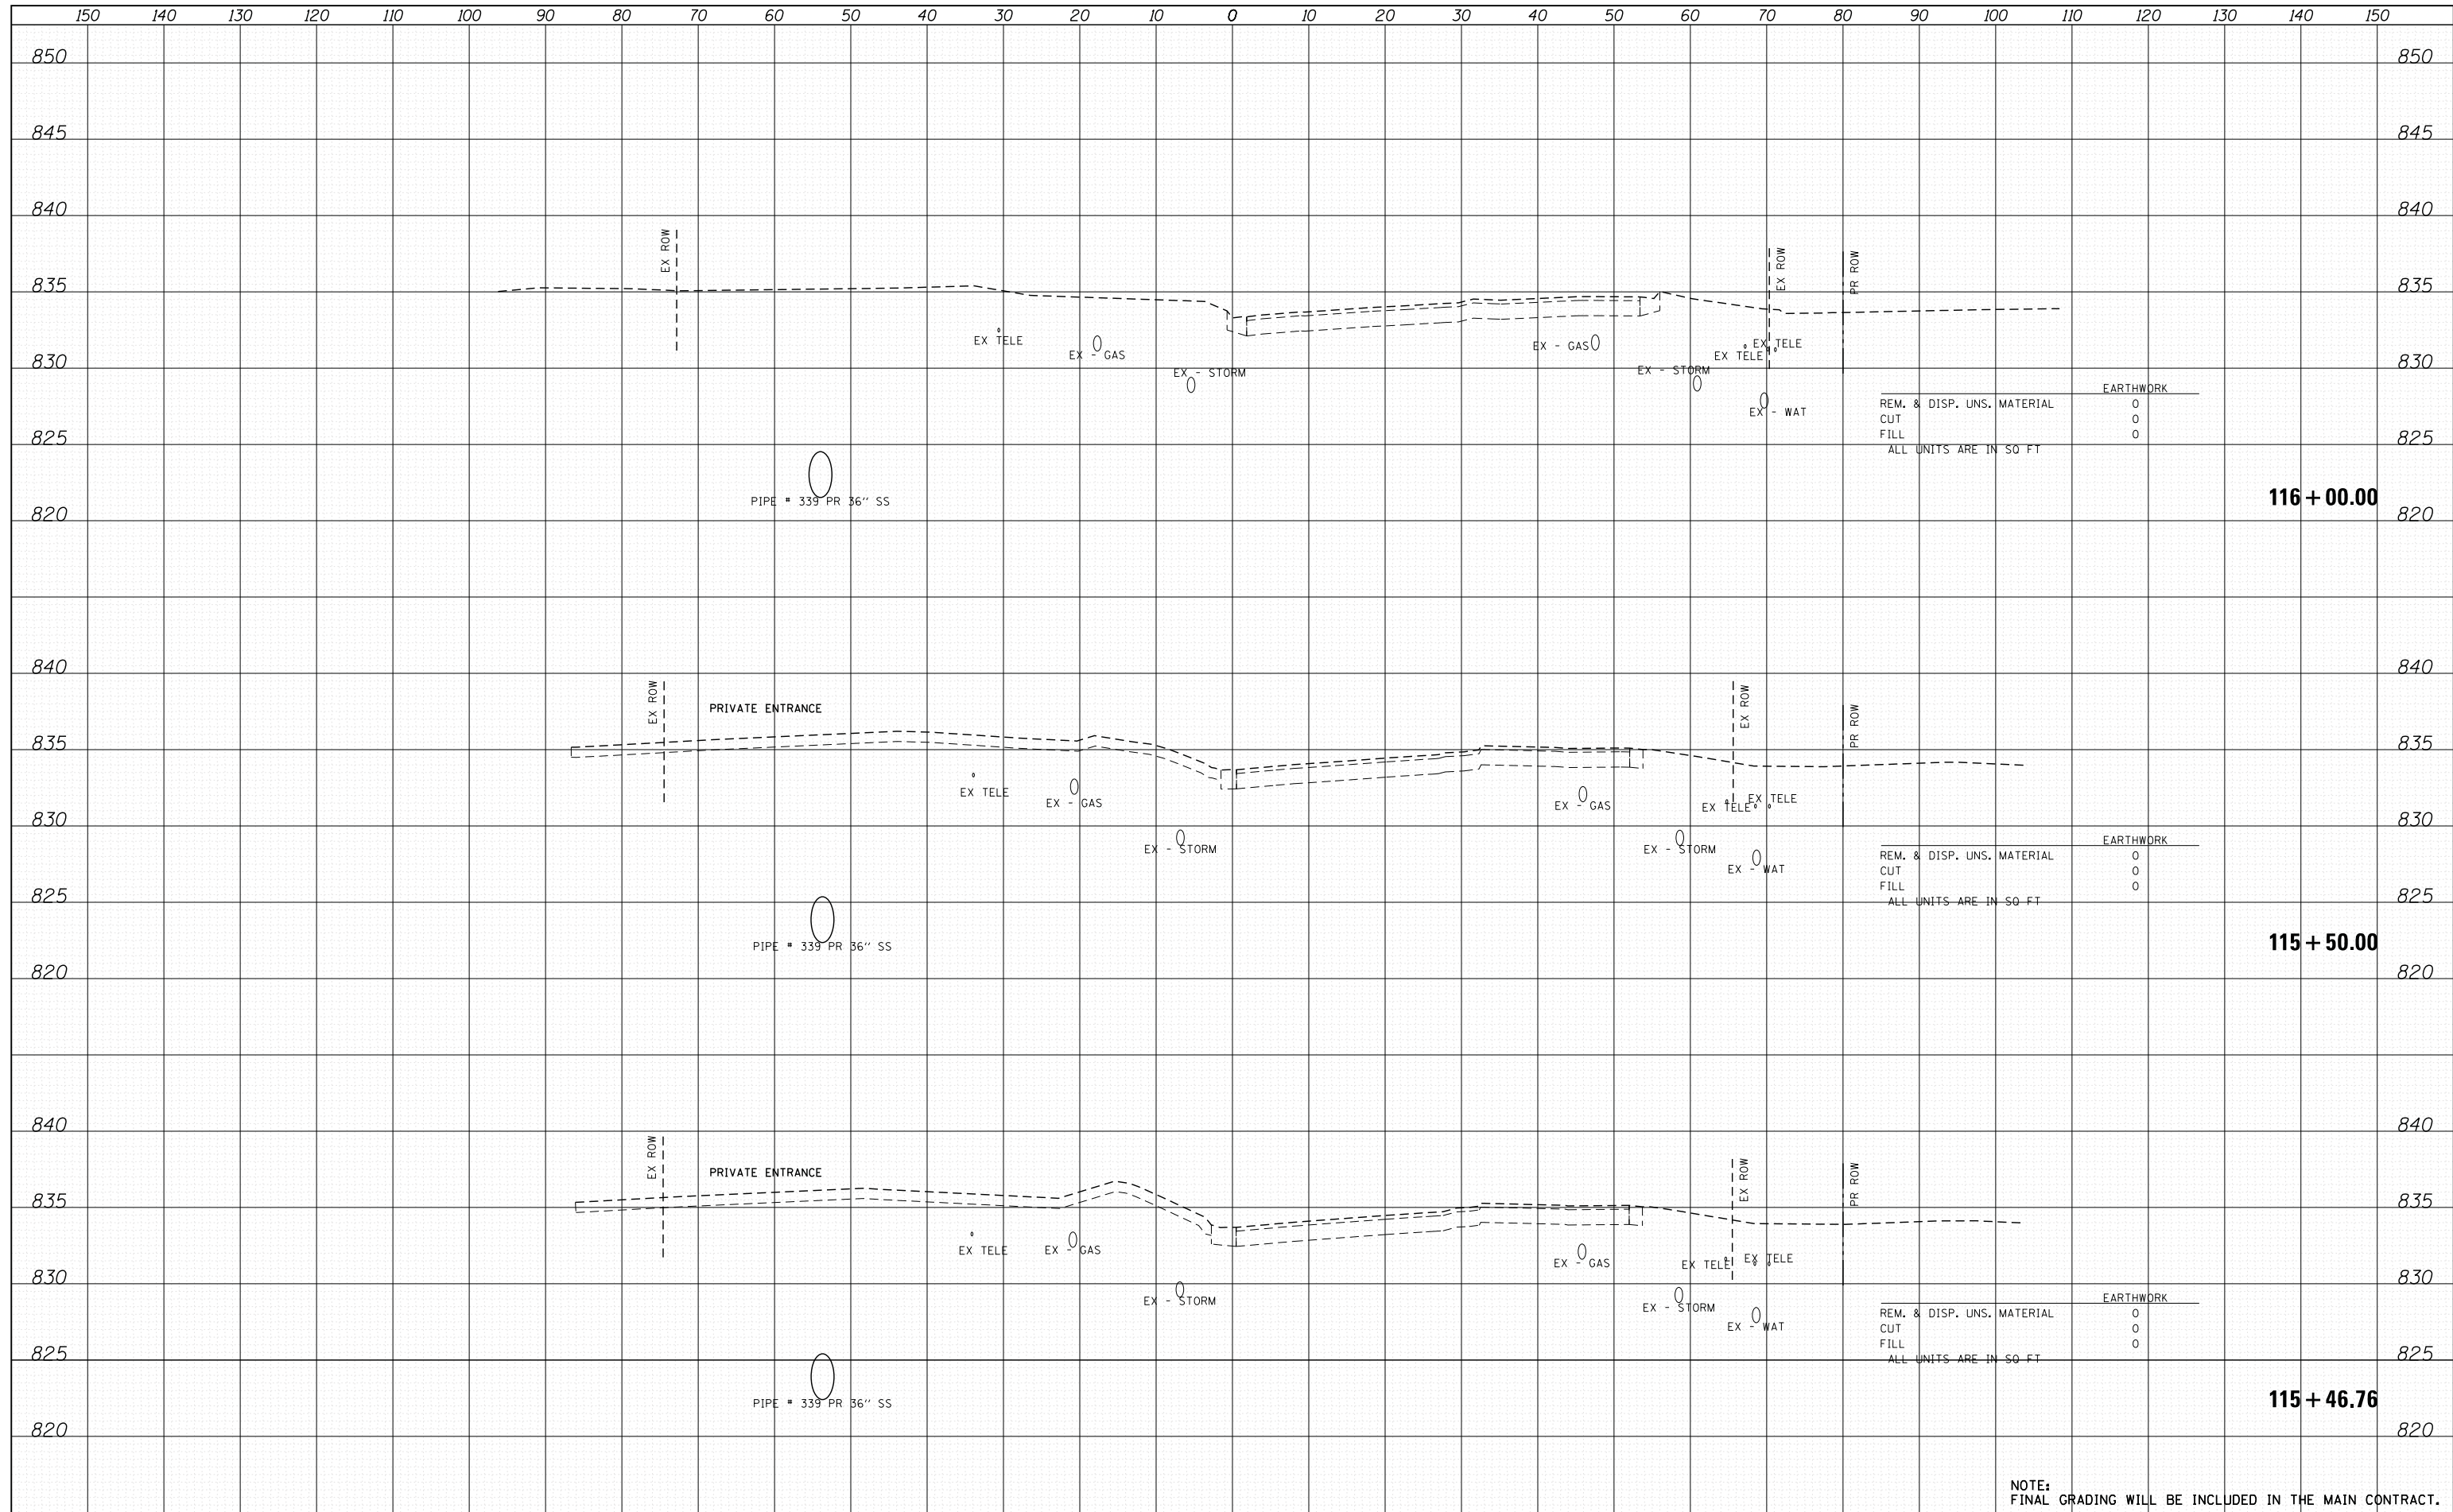 150 140 130 120 100 90 80 70 60 50 40 30 20 10 0 10 20 30 40 50 60 70 80 90 100 110 120 130 140 150
850 850
845 845
840 840
EX ROW EX ROW PR ROW
835 835
EX TELE EX - GAS EX - GAS EX TELE EX TELE
830 830
EX - STORM EX - STORM
EX - WAT
EARTHWORK
REM. & DISP. UNS. MATERIAL 0
CUT 0
FILL 0
ALL UNITS ARE IN SQ FT
825 825
PIPE # 339 PR 36'' SS
116+00.00
820 820
840 840
EX ROW EX ROW PR ROW
PRIVATE ENTRANCE
835 835
EX TELE EX - GAS EX - GAS EX TELE EX TELE
830 830
EX - STORM EX - STORM
EX - WAT
EARTHWORK
REM. & DISP. UNS. MATERIAL 0
CUT 0
FILL 0
ALL UNITS ARE IN SQ FT
825 825
PIPE # 339 PR 36'' SS
115+50.00
820 820
840 840
EX ROW EX ROW PR ROW
PRIVATE ENTRANCE
835 835
EX TELE EX - GAS EX - GAS EX TELE EX TELE
830 830
EX - STORM EX - STORM
EX - WAT
EARTHWORK
REM. & DISP. UNS. MATERIAL 0
CUT 0
FILL 0
ALL UNITS ARE IN SQ FT
825 825
PIPE # 339 PR 36'' SS
115+46.76
820 820
NOTE:
FINAL GRADING WILL BE INCLUDED IN THE MAIN CONTRACT.